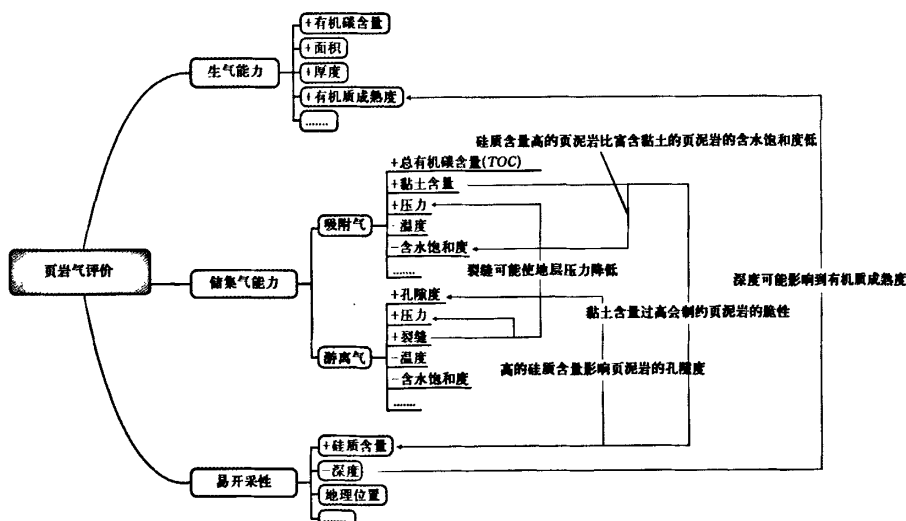 +有机碳含量
+面积
+厚度
+有机质成熟度
.......
生气能力
硅质含量高的页泥岩比富含黏土的页泥岩的含水饱和度低
+总有机碳含量(TOC)
+黏土含量
+压力
-温度
-含水饱和度
.......
吸附气
裂缝可能使地层压力降低
页岩气评价
储集气能力
深度可能影响到有机质成熟度
+孔隙度
+压力
+裂缝
-温度
-含水饱和度
.......
游离气
黏土含量过高会制约页泥岩的脆性
高的硅质含量影响页泥岩的孔隙度
+硅质含量
-深度
地理位置
.......
易开采性